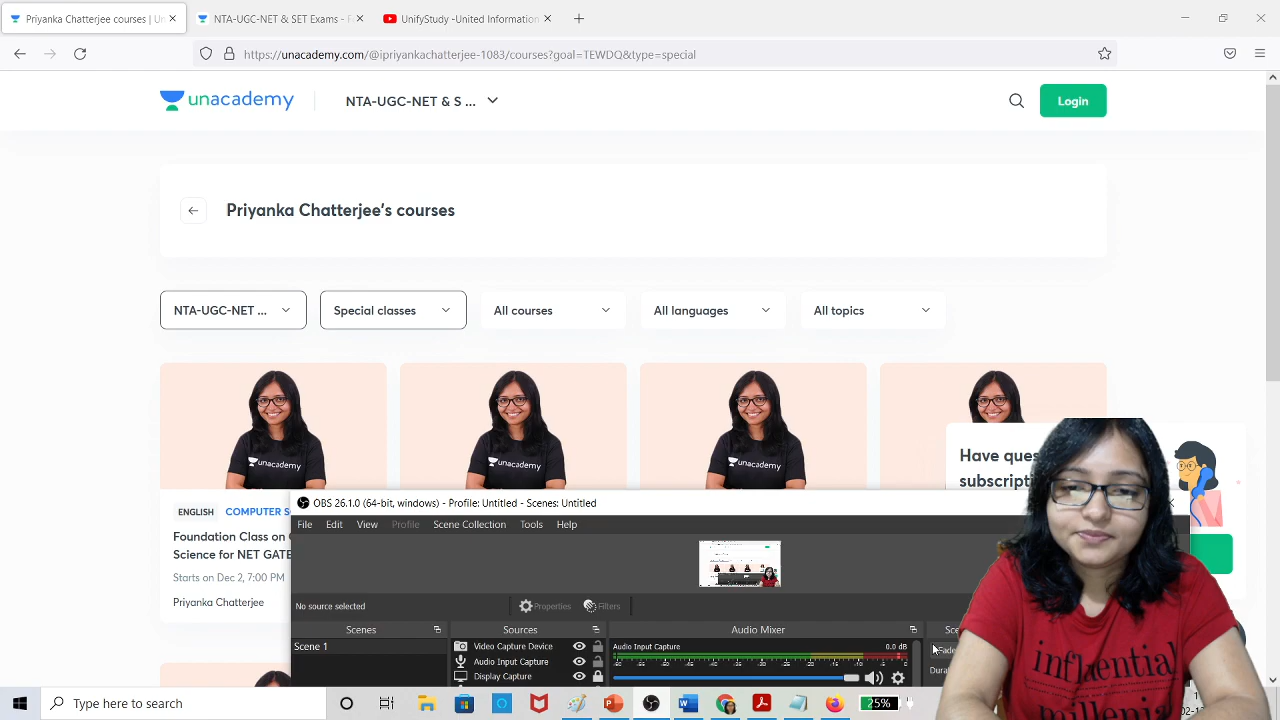 Priyanka Chatterjee courses | Un
NTA-UGC-NET & SET Exams - F
UnifyStudy -United Information
https://unacademy.com/@ipriyankachatterjee-1083/courses?goal=TEWDQ&type=special
unacademy
NTA-UGC-NET & S ...
Login
Priyanka Chatterjee's courses
NTA-UGC-NET ...
Special classes
All courses
All languages
All topics
unacademy
unacademy
unacademy
Have ques
subscripti
ENGLISH COMPUTER S
Foundation Class on
Science for NET GATE
Starts on Dec 2, 7:00 PM
Priyanka Chatterjee
OBS 26.1.0 (64-bit, windows) - Profile: Untitled - Scenes: Untitled
File Edit View Profile Scene Collection Tools Help
No source selected
Properties
Filters
Scenes
Sources
Audio Mixer
Sce
Scene 1
Video Capture Device
Audio Input Capture
Display Capture
Audio Input Capture
0.0 dB
Fade
Durat
influential
millennial
Type here to search
25%